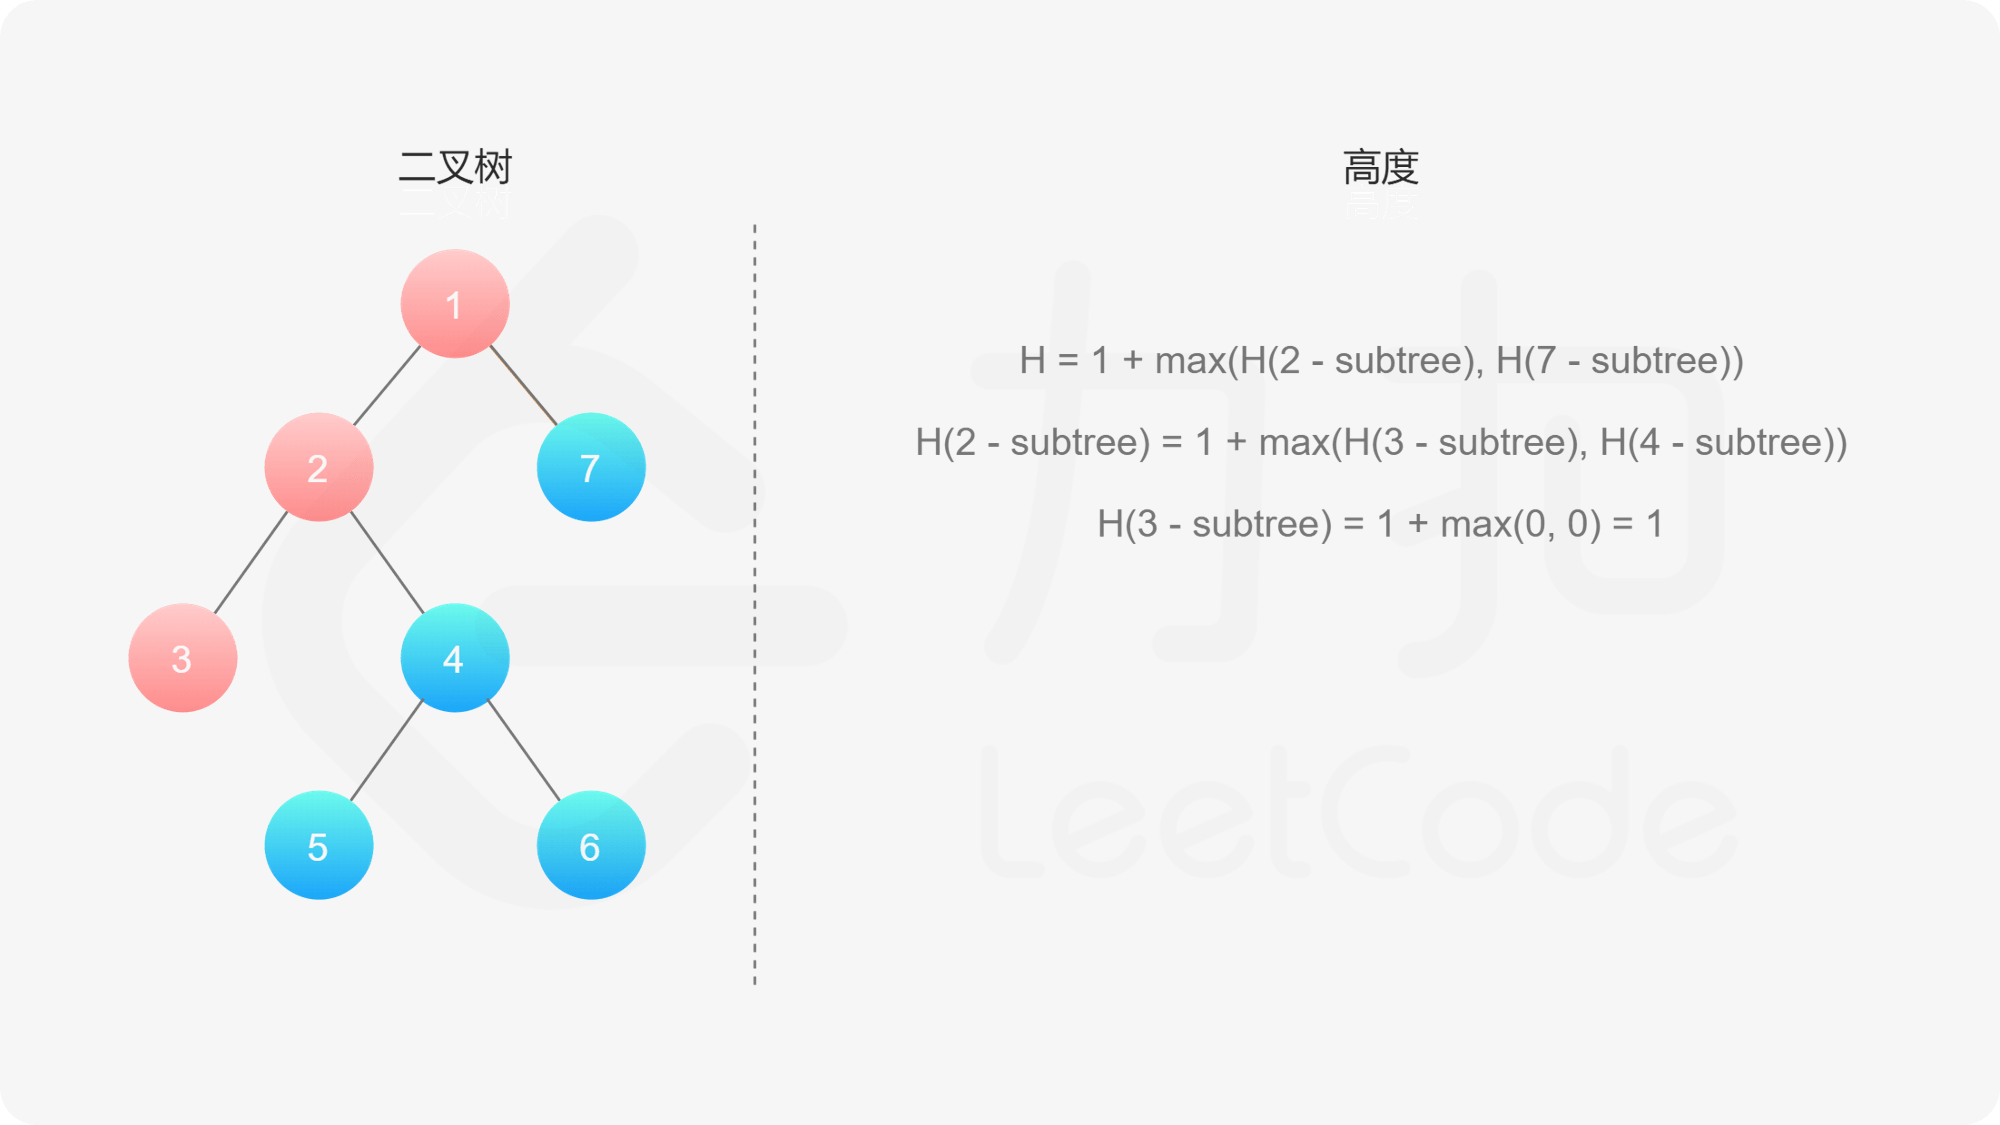 二叉树
高度
1
2
7
3
4
5
6
H = 1 + max(H(2 - subtree), H(7 - subtree))
H(2 - subtree) = 1 + max(H(3 - subtree), H(4 - subtree))
H(3 - subtree) = 1 + max(0, 0) = 1
力扣
LeetCode